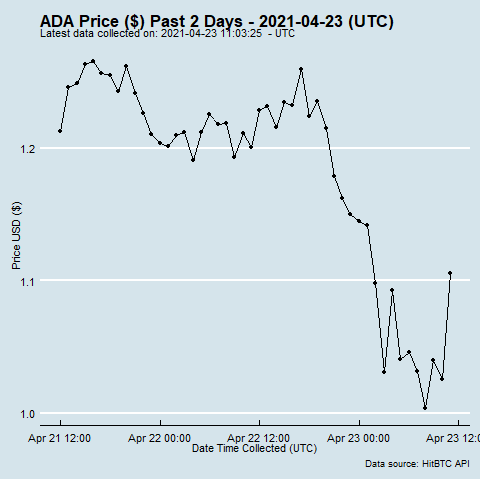 ADA Price ($) Past 2 Days - 2021-04-23 (UTC)
Latest data collected on: 2021-04-23 11:03:25 - UTC
Price USD ($)
1.2
1.1
1.0
Apr 21 12:00 Apr 22 00:00 Apr 22 12:00 Apr 23 00:00 Apr 23 12:00
Date Time Collected (UTC)
Data source: HitBTC API